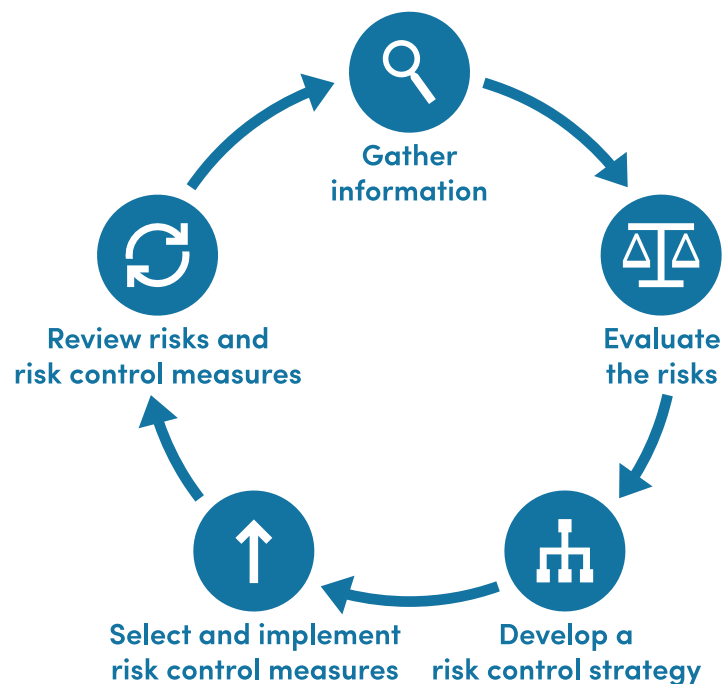 Gather
information
Evaluate
the risks
Develop a
risk control strategy
Select and implement
risk control measures
Review risks and
risk control measures